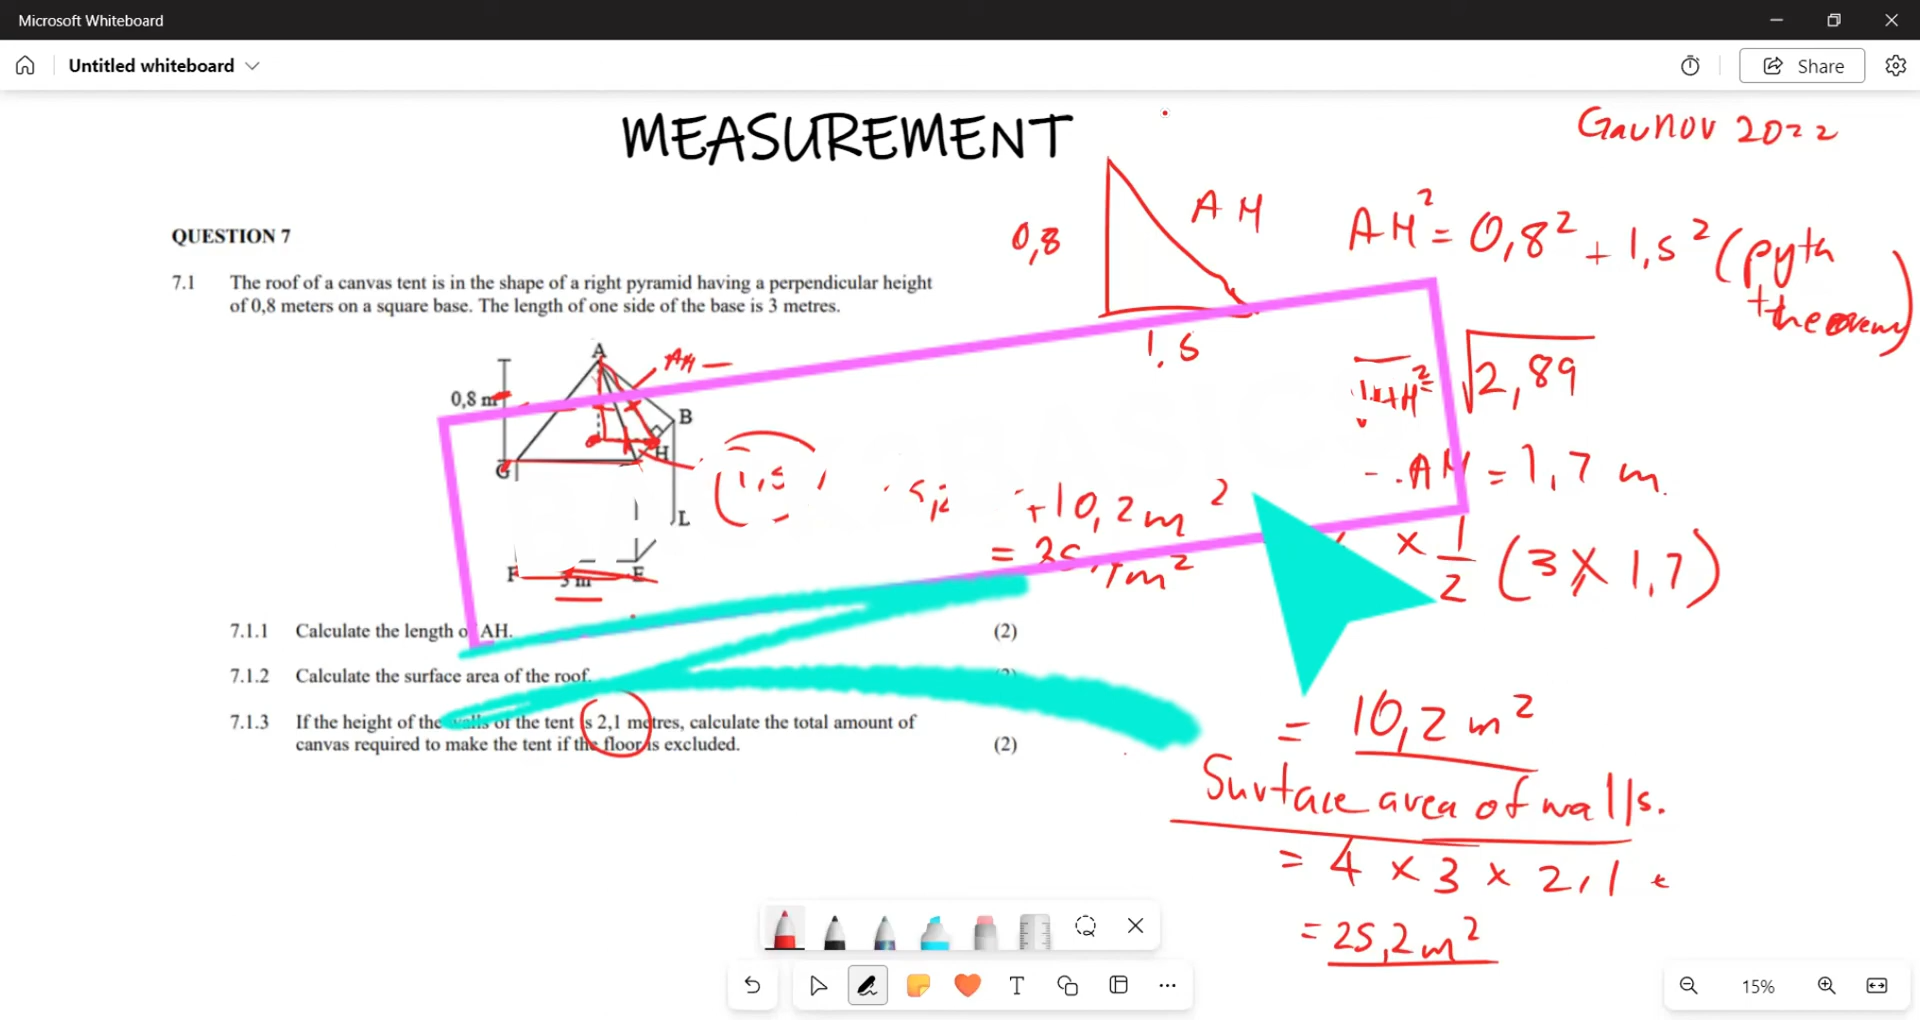 Microsoft Whiteboard
Untitled whiteboard
Share
MEASUREMENT
Gaunov 2022
QUESTION 7
7.1 The roof of a canvas tent is in the shape of a right pyramid having a perpendicular height
of 0,8 meters on a square base. The length of one side of the base is 3 metres.
0,8
AH
1,5
AH² = 0,8² + 1,5² (pyth
√2,89
AH = 1,7 m
× 1/2 (3 × 1,7)
A
AH
0,8 m
B
G
H
L
F
3 m
E
+10,2m²
7.1.1 Calculate the length of AH. (2)
7.1.2 Calculate the surface area of the roof.
7.1.3 If the height of the walls of the tent is 2,1 metres, calculate the total amount of
canvas required to make the tent if the floor is excluded. (2)
= 10,2 m²
Surface area of walls.
= 4 × 3 × 2,1
= 25,2m²
15%